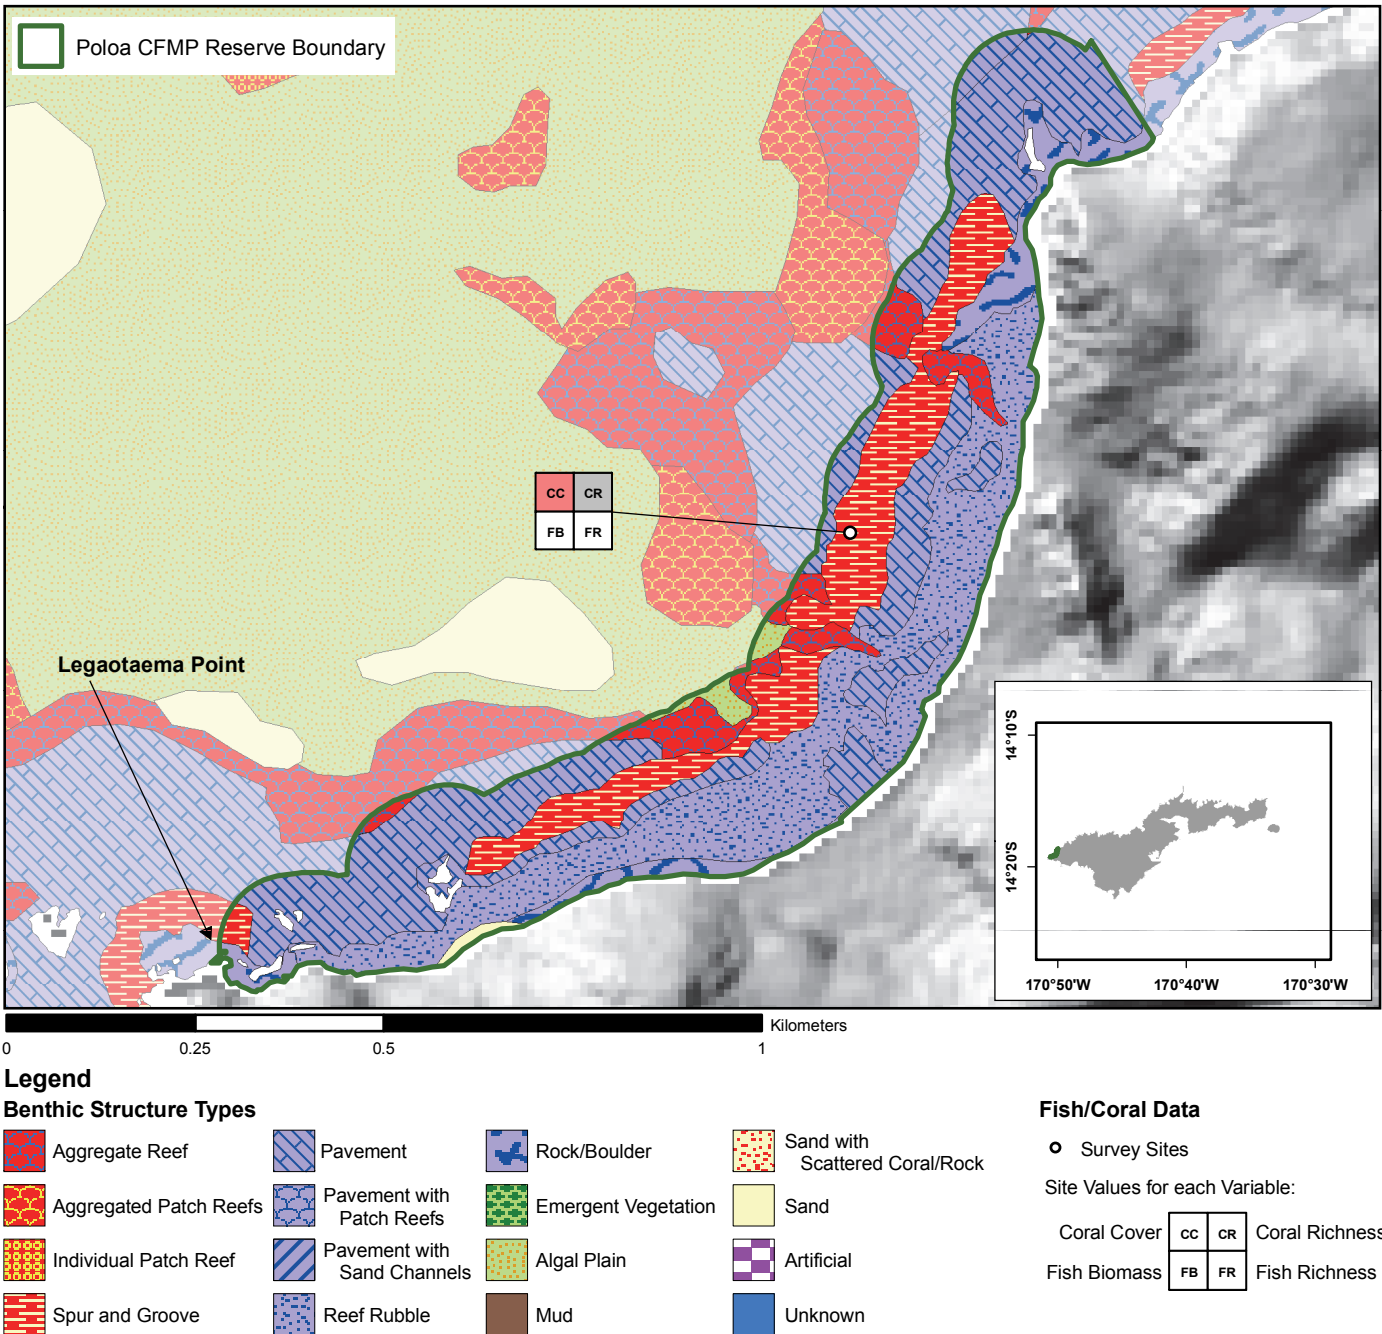 Poloa CFMP Reserve Boundary
CC CR
FB FR
Legaotaema Point
14°10'S
14°20'S
170°50'W 170°40'W 170°30'W
Kilometers
0 0.25 0.5 1
Legend
Benthic Structure Types
Aggregate Reef
Aggregated Patch Reefs
Individual Patch Reef
Spur and Groove
Pavement
Pavement with
Patch Reefs
Pavement with
Sand Channels
Reef Rubble
Rock/Boulder
Emergent Vegetation
Algal Plain
Mud
Sand with
Scattered Coral/Rock
Sand
Artificial
Unknown
Fish/Coral Data
Survey Sites
Site Values for each Variable:
Coral Cover CC CR Coral Richness
Fish Biomass FB FR Fish Richness